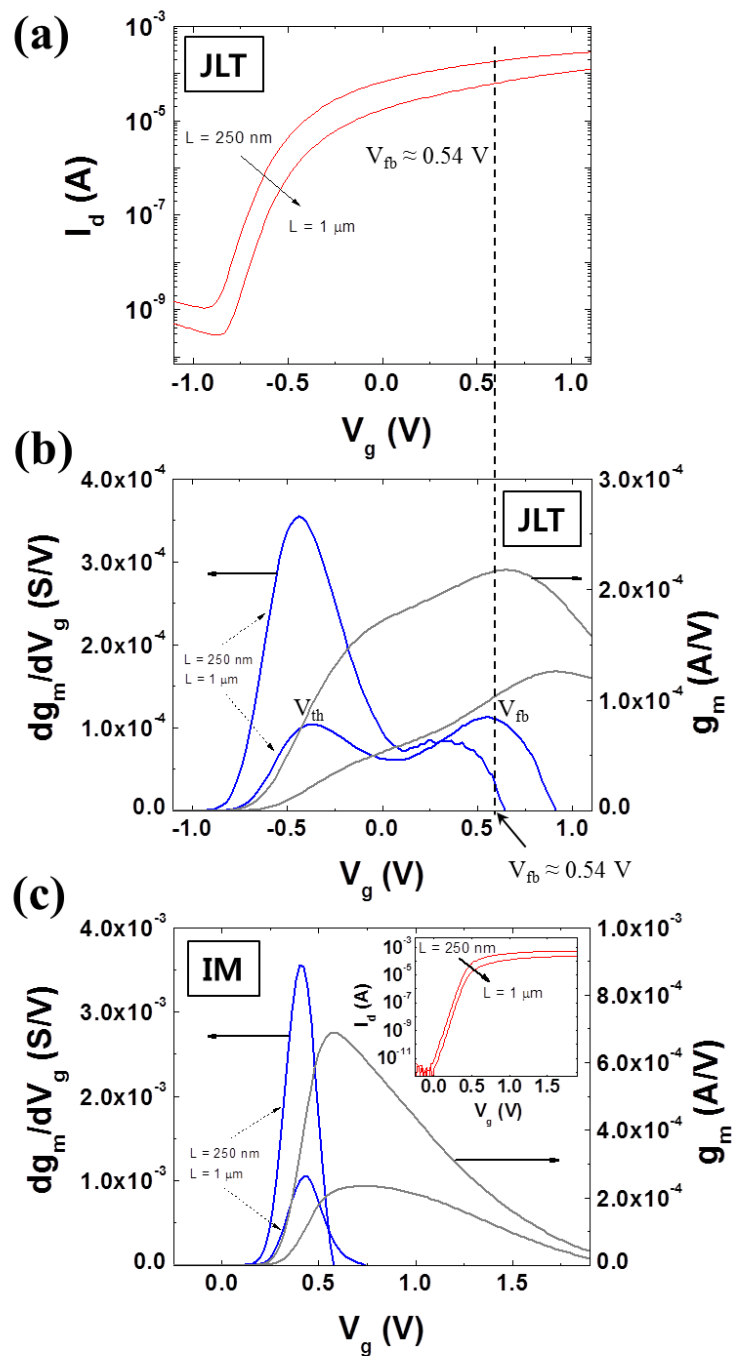 (a)
JLT
L = 250 nm
L = 1 μm
V_fb ≈ 0.54 V
10^-3
10^-5
10^-7
10^-9
I_d (A)
-1.0 -0.5 0.0 0.5 1.0
V_g (V)
(b)
JLT
4.0x10^-4
3.0x10^-4
2.0x10^-4
1.0x10^-4
0.0
dg_m/dV_g (S/V)
L = 250 nm
L = 1 μm
V_th
V_fb
3.0x10^-4
2.0x10^-4
1.0x10^-4
0.0
g_m (A/V)
-1.0 -0.5 0.0 0.5 1.0
V_g (V)
V_fb ≈ 0.54 V
(c)
IM
4.0x10^-3
3.0x10^-3
2.0x10^-3
1.0x10^-3
0.0
dg_m/dV_g (S/V)
L = 250 nm
L = 1 μm
10^-3
10^-5
10^-7
10^-9
10^-11
I_d (A)
L = 250 nm
L = 1 μm
0.0 0.5 1.0 1.5
V_g (V)
1.0x10^-3
8.0x10^-4
6.0x10^-4
4.0x10^-4
2.0x10^-4
0.0
g_m (A/V)
0.0 0.5 1.0 1.5
V_g (V)